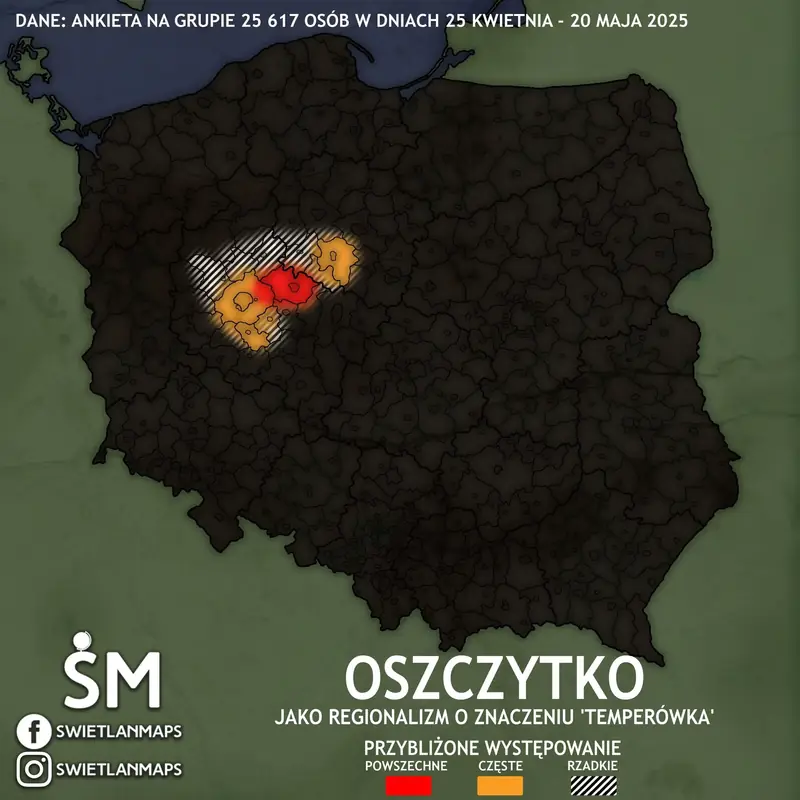 DANE: ANKIETA NA GRUPIE 25 617 OSÓB W DNIACH 25 KWIETNIA - 20 MAJA 2025
ŚM
SWIETLANMAPS
SWIETLANMAPS
OSZCZYTKO
JAKO REGIONALIZM O ZNACZENIU 'TEMPERÓWKA'
PRZYBLIŻONE WYSTĘPOWANIE
POWSZECHNE CZĘSTE RZADKIE